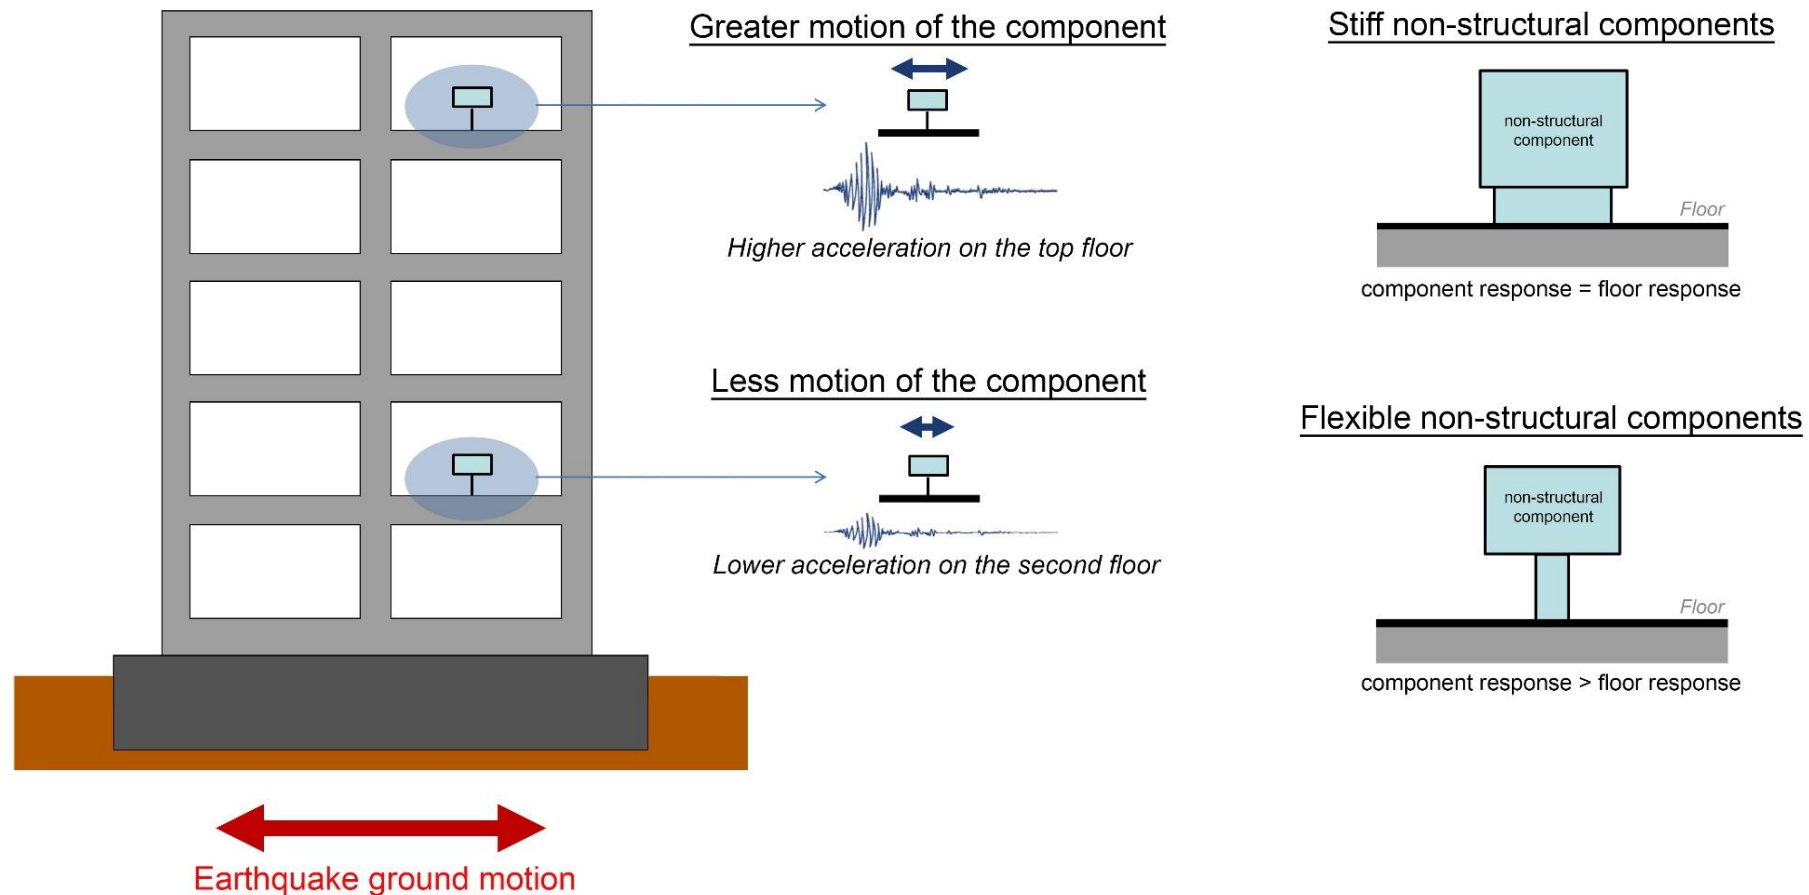 Greater motion of the component
Higher acceleration on the top floor
Less motion of the component
Lower acceleration on the second floor
Earthquake ground motion
Stiff non-structural components
non-structural
component
Floor
component response = floor response
Flexible non-structural components
non-structural
component
Floor
component response > floor response